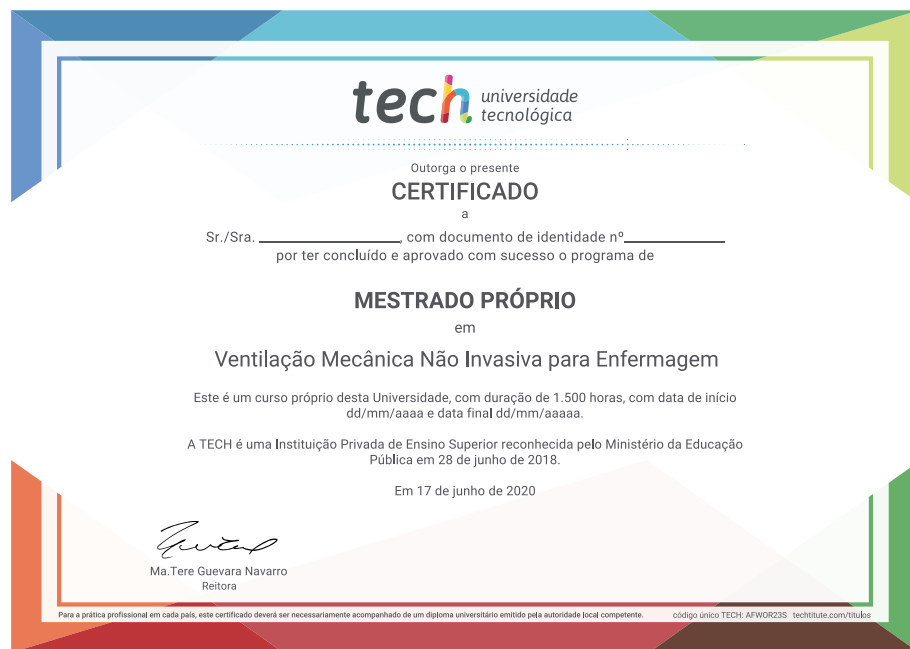 tech universidade
tecnológica
Outorga o presente
CERTIFICADO
a
Sr./Sra. ____________, com documento de identidade nº____________
por ter concluído e aprovado com sucesso o programa de
MESTRADO PRÓPRIO
em
Ventilação Mecânica Não Invasiva para Enfermagem
Este é um curso próprio desta Universidade, com duração de 1.500 horas, com data de início
dd/mm/aaaa e data final dd/mm/aaaaa.
A TECH é uma Instituição Privada de Ensino Superior reconhecida pelo Ministério da Educação
Pública em 28 de junho de 2018.
Em 17 de junho de 2020
Ma.Tere Guevara Navarro
Reitora
Para a prática profissional em cada país, este certificado deverá ser necessariamente acompanhado de um diploma universitário emitido pela autoridade local competente. código único TECH: AFWOR23S techtitute.com/titulos